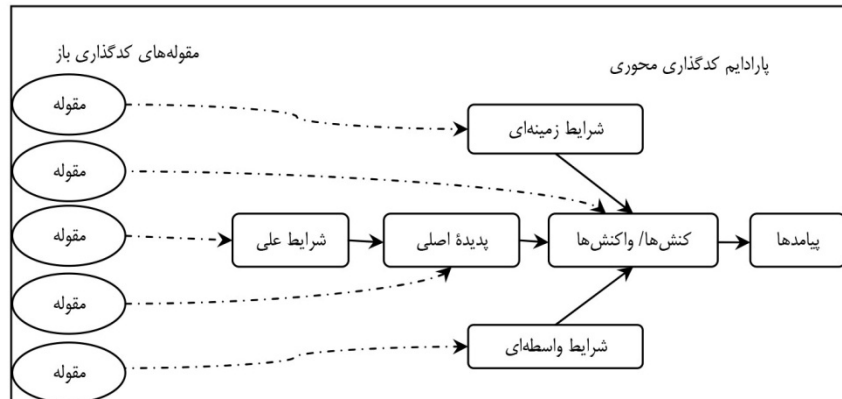 مقوله‌های کدگذاری باز
پارادایم کدگذاری محوری
مقوله
شرایط زمینه‌ای
مقوله
مقوله
شرایط علی
پدیدۀ اصلی
کنش‌ها/ واکنش‌ها
پیامدها
مقوله
شرایط واسطه‌ای
مقوله